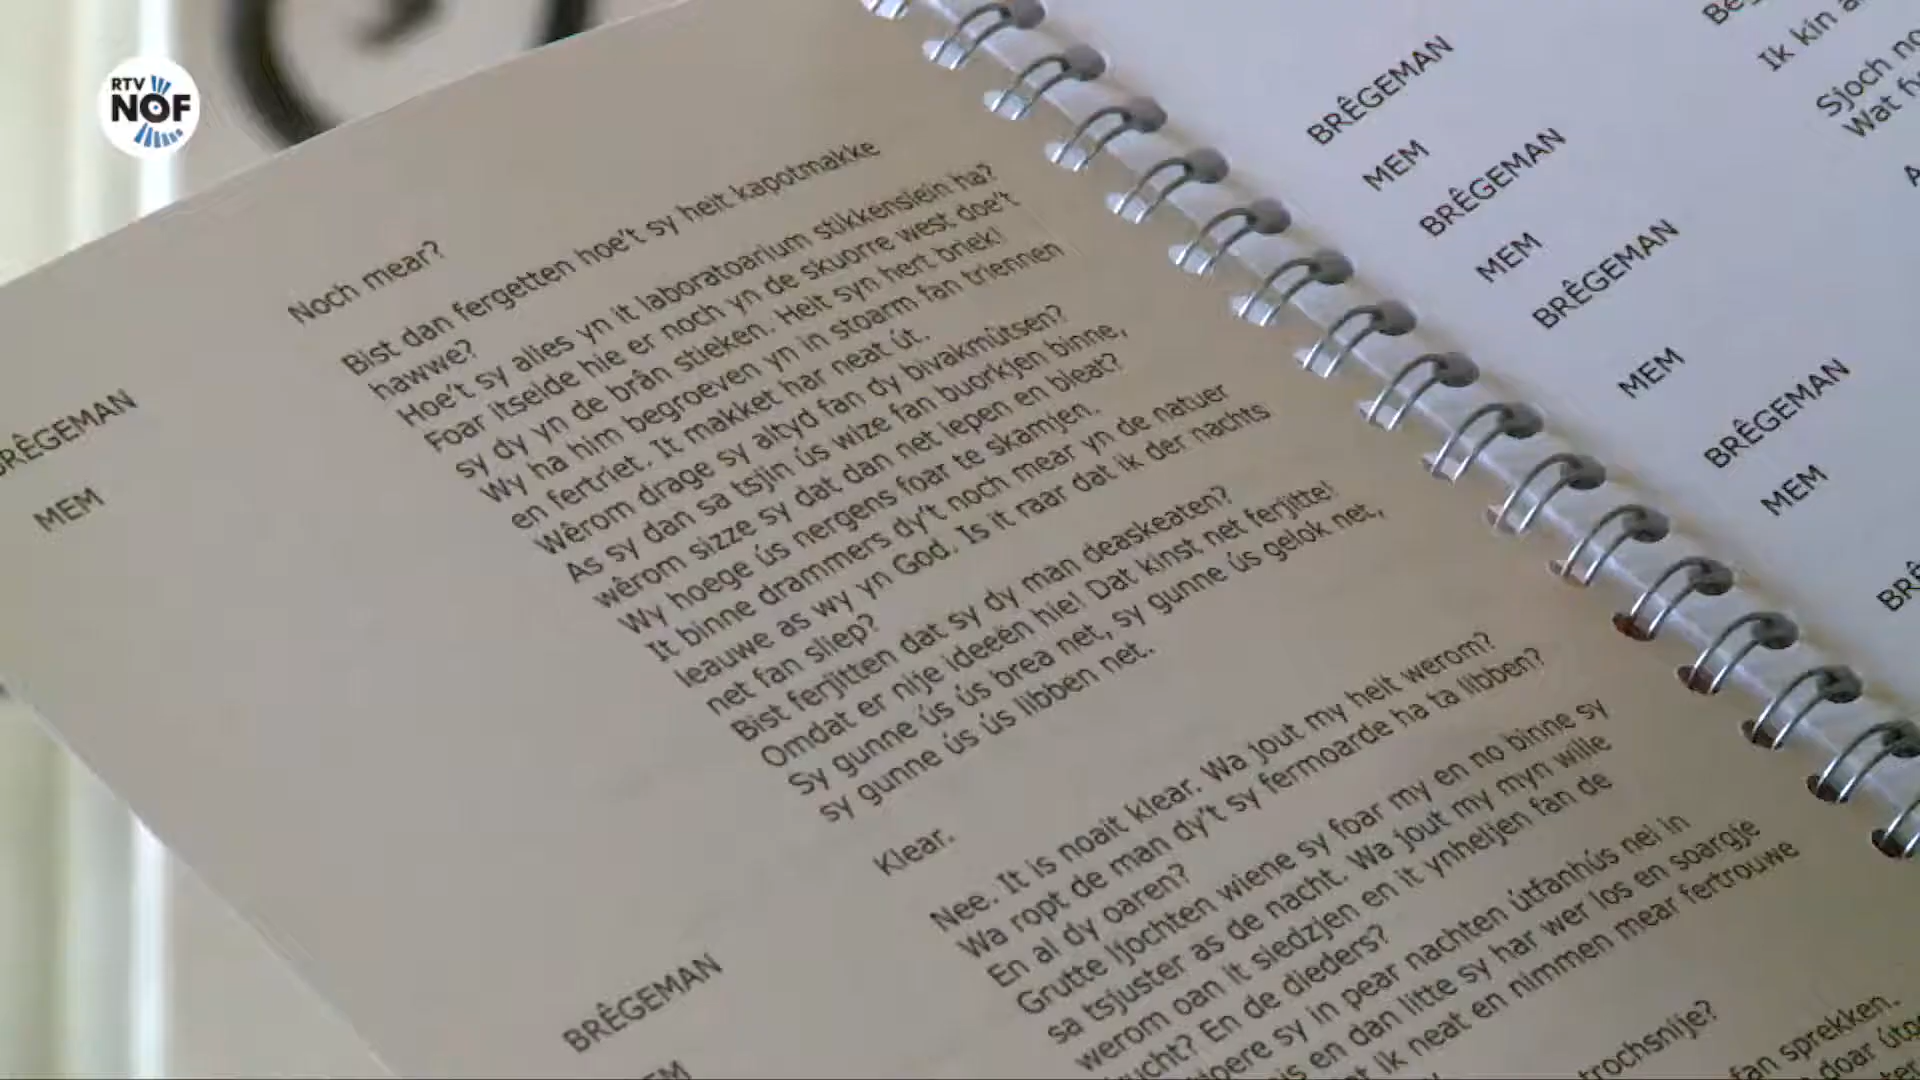 RTV
NOF
BRÊGEMAN
Noch mear?
MEM
Bist dan fergetten hoe't sy heit kapotmakke
hawwe?
Hoe't sy alles yn it laboratoarium stikkenslein ha?
Foar itselde hie er noch yn de skuorre west doe't
sy dy yn de brân stieken. Heit syn hert briek!
Wy ha him begroeven yn in stoarm fan triennen
en fertriet. It makket har neat út.
Wêrom drage sy altyd fan dy bivakmûtsen?
As sy dan sa tsjin ús wize fan buorkjen binne,
wêrom sizze sy dat dan net iepen en bleat?
Wy hoege ús nergens foar te skamjen.
It binne drammers dy't noch mear yn de natuer
leauwe as wy yn God. Is it raar dat ik der nachts
net fan sliep?
Bist ferjitten dat sy dy man deaskeaten?
Omdat er nije ideeën hie! Dat kinst net ferjitte!
Sy gunne ús ús brea net, sy gunne ús gelok net,
sy gunne ús ús libben net.
BRÊGEMAN
Klear.
Nee. It is noait klear. Wa jout my heit werom?
Wa ropt de man dy't sy fermoarde ha ta libben?
En al dy oaren?
Grutte ljochten wiene sy foar my en no binne sy
sa tsjuster as de nacht. Wa jout my myn wille
werom oan it siedzjen en it ynheljen fan de
En de dieders?
sy in pear nachten útfanhús nei in
en dan litte sy har wer los en soargje
ik neat en nimmen mear fertrouwe
trochsnije?
fan sprekken.
doar
BRÊGEMAN
MEM
BRÊGEMAN
MEM
BRÊGEMAN
MEM
BRÊGEMAN
MEM
Ik kin
Sjoch
Wat